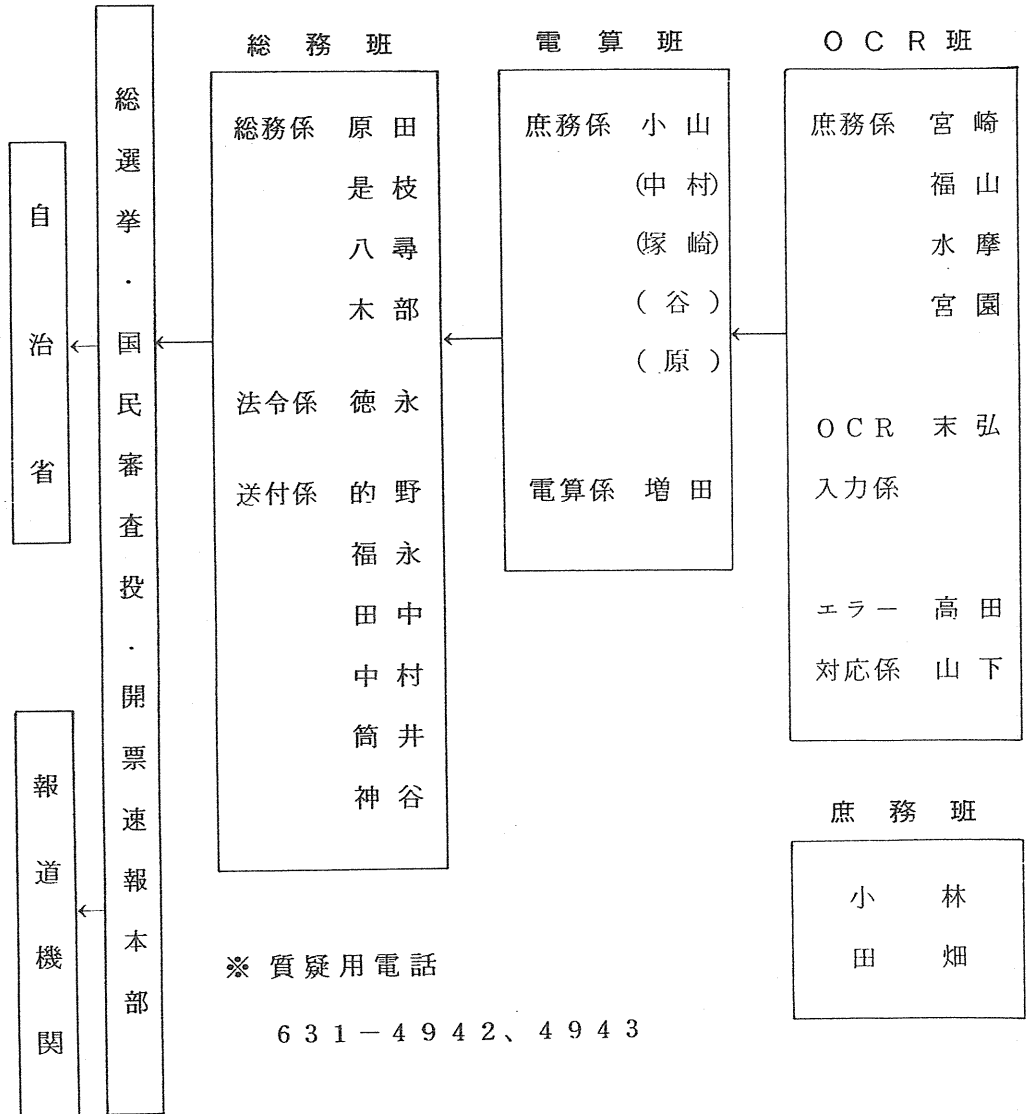 自治省
報道機関
総選挙・国民審査投・開票速報本部
総務班
総務係 原田
是枝
八尋
木部
法令係 徳永
送付係 的野
福永
田中
中村
筒井
神谷
電算班
庶務係 小山
(中村)
(塚崎)
(谷)
(原)
電算係 増田
OCR班
庶務係 宮崎
福山
水摩
宮園
OCR 末弘
入力係
エラー 高田
対応係 山下
庶務班
小林
田畑
※ 質疑用電話
631-4942、4943